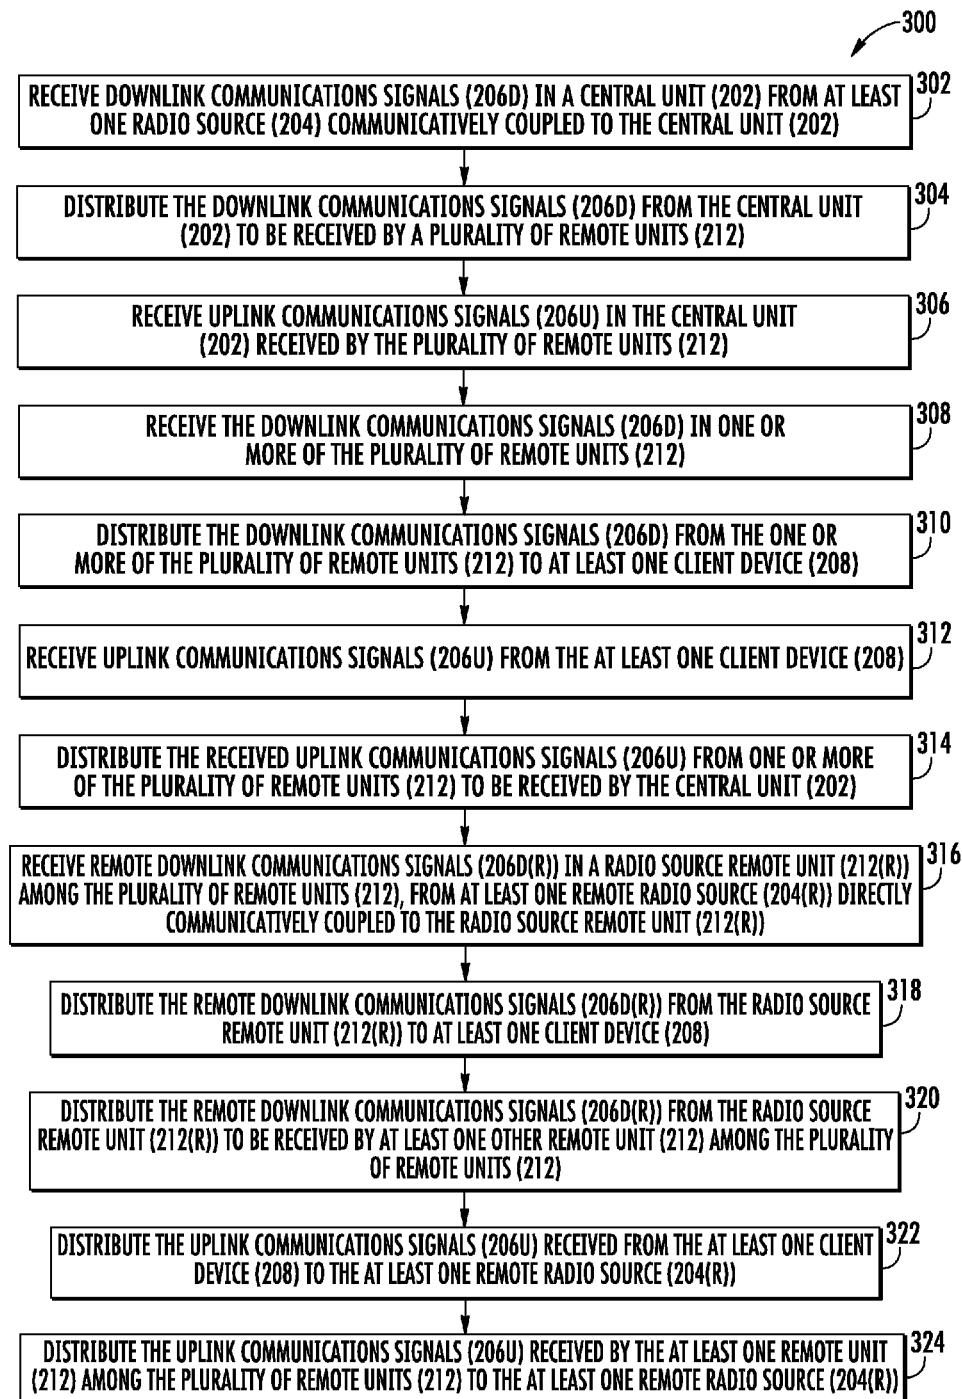 300
RECEIVE DOWNLINK COMMUNICATIONS SIGNALS (206D) IN A CENTRAL UNIT (202) FROM AT LEAST
ONE RADIO SOURCE (204) COMMUNICATIVELY COUPLED TO THE CENTRAL UNIT (202)
302
DISTRIBUTE THE DOWNLINK COMMUNICATIONS SIGNALS (206D) FROM THE CENTRAL UNIT
(202) TO BE RECEIVED BY A PLURALITY OF REMOTE UNITS (212)
304
RECEIVE UPLINK COMMUNICATIONS SIGNALS (206U) IN THE CENTRAL UNIT
(202) RECEIVED BY THE PLURALITY OF REMOTE UNITS (212)
306
RECEIVE THE DOWNLINK COMMUNICATIONS SIGNALS (206D) IN ONE OR
MORE OF THE PLURALITY OF REMOTE UNITS (212)
308
DISTRIBUTE THE DOWNLINK COMMUNICATIONS SIGNALS (206D) FROM THE ONE OR
MORE OF THE PLURALITY OF REMOTE UNITS (212) TO AT LEAST ONE CLIENT DEVICE (208)
310
RECEIVE UPLINK COMMUNICATIONS SIGNALS (206U) FROM THE AT LEAST ONE CLIENT DEVICE (208)
312
DISTRIBUTE THE RECEIVED UPLINK COMMUNICATIONS SIGNALS (206U) FROM ONE OR MORE
OF THE PLURALITY OF REMOTE UNITS (212) TO BE RECEIVED BY THE CENTRAL UNIT (202)
314
RECEIVE REMOTE DOWNLINK COMMUNICATIONS SIGNALS (206D(R)) IN A RADIO SOURCE REMOTE UNIT (212(R))
AMONG THE PLURALITY OF REMOTE UNITS (212), FROM AT LEAST ONE REMOTE RADIO SOURCE (204(R)) DIRECTLY
COMMUNICATIVELY COUPLED TO THE RADIO SOURCE REMOTE UNIT (212(R))
316
DISTRIBUTE THE REMOTE DOWNLINK COMMUNICATIONS SIGNALS (206D(R)) FROM THE RADIO SOURCE
REMOTE UNIT (212(R)) TO AT LEAST ONE CLIENT DEVICE (208)
318
DISTRIBUTE THE REMOTE DOWNLINK COMMUNICATIONS SIGNALS (206D(R)) FROM THE RADIO SOURCE
REMOTE UNIT (212(R)) TO BE RECEIVED BY AT LEAST ONE OTHER REMOTE UNIT (212) AMONG THE PLURALITY
OF REMOTE UNITS (212)
320
DISTRIBUTE THE UPLINK COMMUNICATIONS SIGNALS (206U) RECEIVED FROM THE AT LEAST ONE CLIENT
DEVICE (208) TO THE AT LEAST ONE REMOTE RADIO SOURCE (204(R))
322
DISTRIBUTE THE UPLINK COMMUNICATIONS SIGNALS (206U) RECEIVED BY THE AT LEAST ONE REMOTE UNIT
(212) AMONG THE PLURALITY OF REMOTE UNITS (212) TO THE AT LEAST ONE REMOTE RADIO SOURCE (204(R))
324